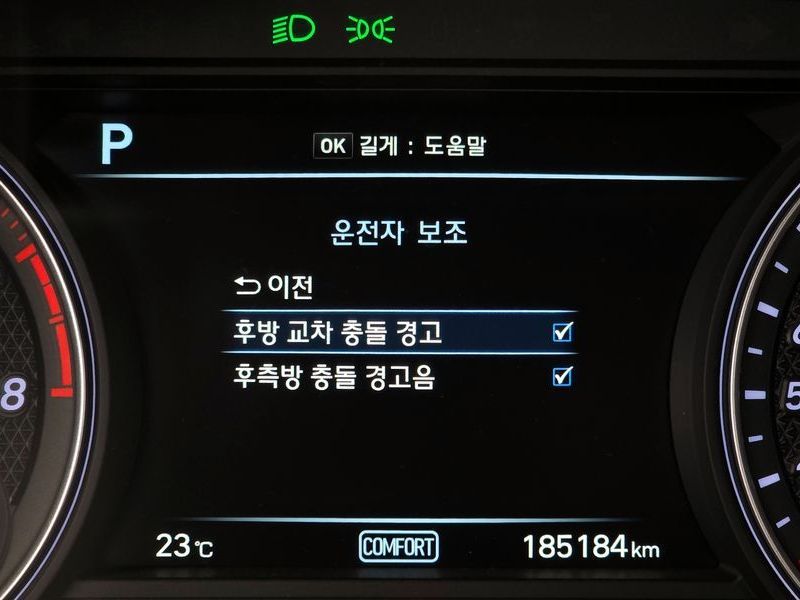 P
OK 길게 : 도움말
운전자 보조
이전
후방 교차 충돌 경고
후측방 충돌 경고음
8
5
23℃
COMFORT
185184km